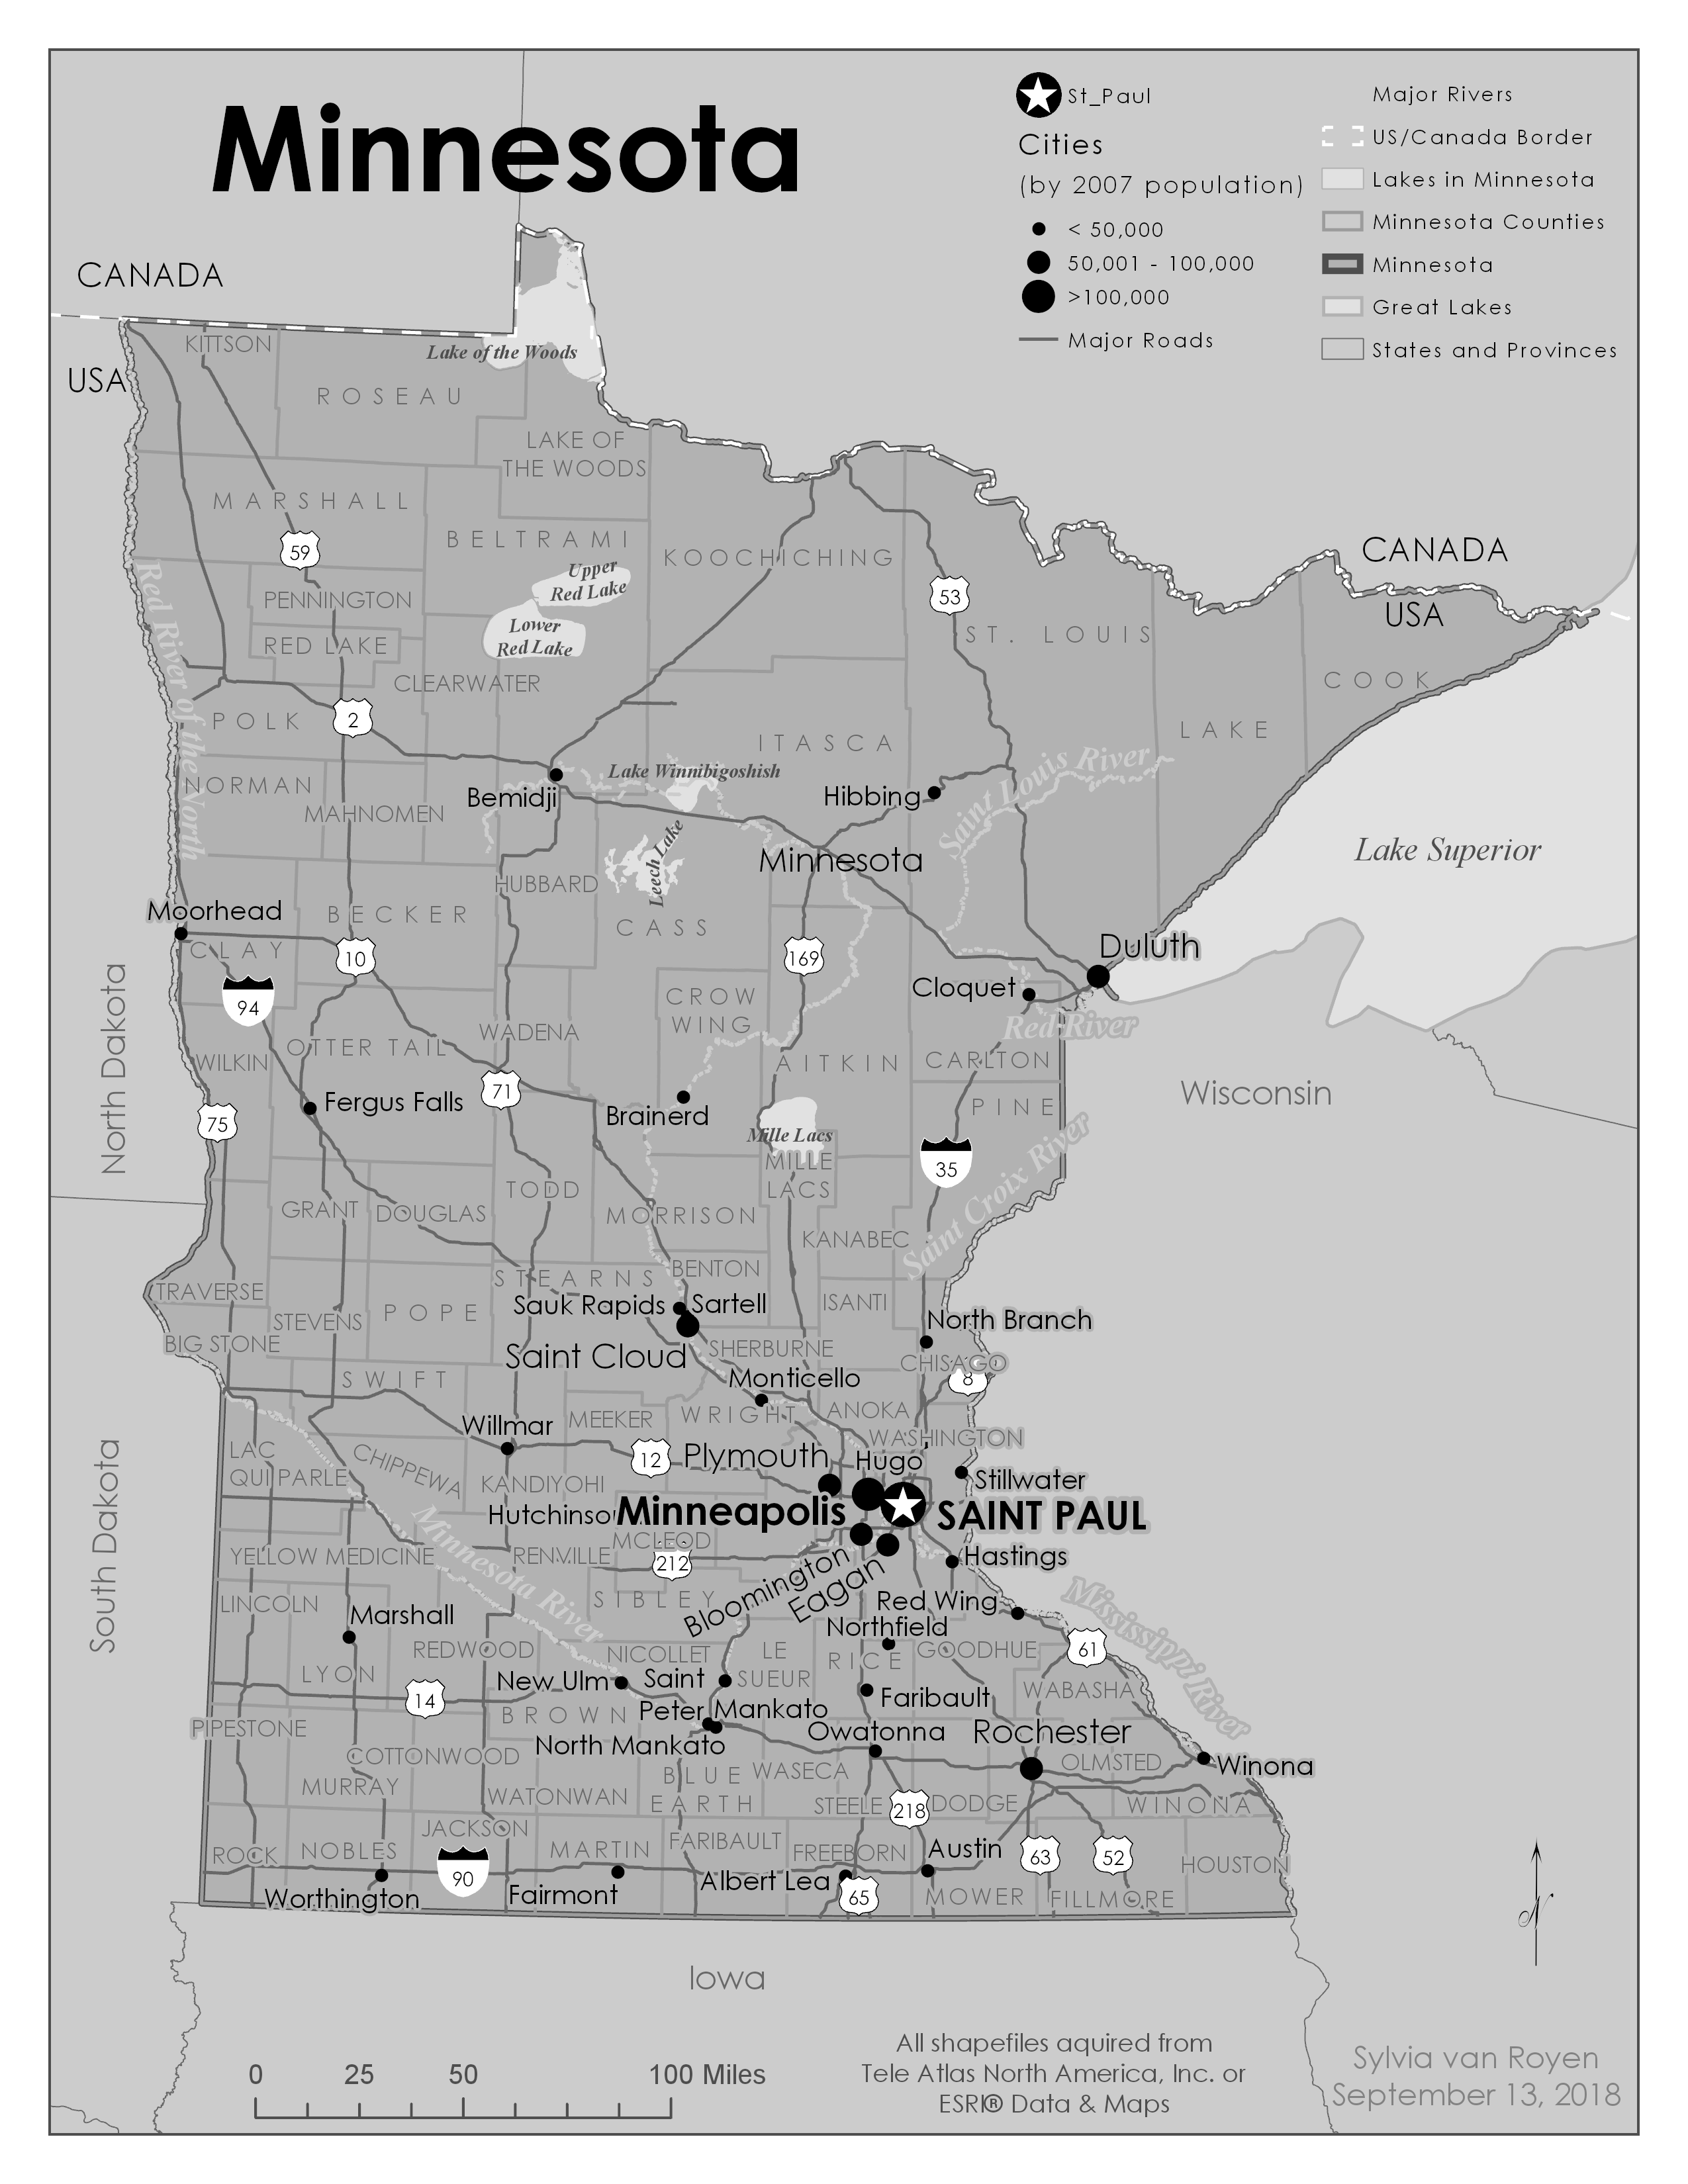 Minnesota
St_Paul
Cities
(by 2007 population)
< 50,000
50,001 - 100,000
>100,000
Major Roads
Major Rivers
US/Canada Border
Lakes in Minnesota
Minnesota Counties
Minnesota
Great Lakes
States and Provinces
CANADA
USA
KITTSON
Lake of the Woods
ROSEAU
LAKE OF
THE WOODS
MARSHALL
59
BELTRAMI
KOOCHICHING
CANADA
USA
Upper
Red Lake
53
PENNINGTON
Lower
Red Lake
ST. LOUIS
RED LAKE
Red River of the North
CLEARWATER
COOK
POLK
2
LAKE
ITASCA
Saint Louis River
Lake Winnibigoshish
NORMAN
Bemidji
Hibbing
MAHNOMEN
Minnesota
Lake Superior
Leech Lake
HUBBARD
Moorhead
BECKER
CASS
CLAY
10
169
Duluth
94
Cloquet
CROW
WING
Red River
North Dakota
WADENA
OTTER TAIL
WILKIN
AITKIN
CARLTON
71
Fergus Falls
Brainerd
PINE
Wisconsin
75
Mille Lacs
MILLE
LACS
35
Saint Croix River
TODD
GRANT
DOUGLAS
MORRISON
KANABEC
BENTON
STEARNS
TRAVERSE
Sauk Rapids
Sartell
ISANTI
STEVENS
POPE
North Branch
BIG STONE
Saint Cloud
SHERBURNE
CHISAGO
8
SWIFT
Monticello
WRIGHT
ANOKA
Willmar
MEEKER
WASHINGTON
LAC
QUI PARLE
CHIPPEWA
12
Plymouth
Hugo
KANDIYOHI
Stillwater
Hutchinso
Minneapolis
SAINT PAUL
Minnesota River
MCLEOD
YELLOW MEDICINE
RENVILLE
212
Bloomington
Eagan
Hastings
South Dakota
LINCOLN
SIBLEY
Red Wing
Mississippi River
Marshall
Northfield
REDWOOD
NICOLLET
LE
SUEUR
RICE
GOODHUE
61
LYON
New Ulm
Saint
Peter
14
Faribault
WABASHA
BROWN
Mankato
PIPESTONE
Owatonna
Rochester
North Mankato
COTTONWOOD
OLMSTED
Winona
MURRAY
BLUE
EARTH
WASECA
WATONWAN
STEELE
218
DODGE
WINONA
JACKSON
ROCK
NOBLES
MARTIN
FARIBAULT
FREEBORN
Austin
63
52
HOUSTON
90
Worthington
Fairmont
Albert Lea
65
MOWER
FILLMORE
N
Iowa
0 25 50 100 Miles
All shapefiles aquired from
Tele Atlas North America, Inc. or
ESRI® Data & Maps
Sylvia van Royen
September 13, 2018